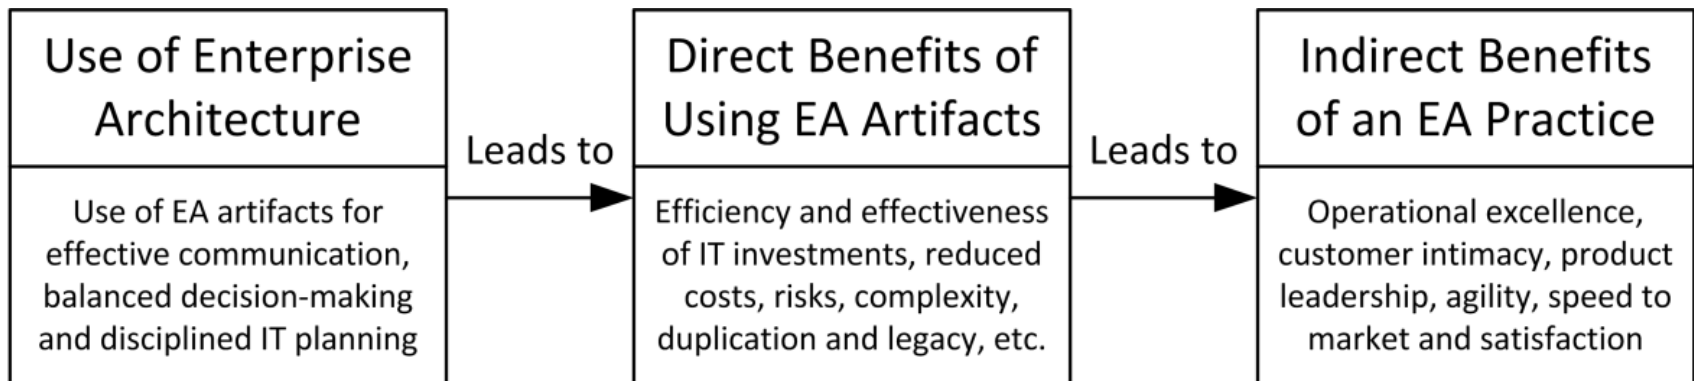 Use of Enterprise
Architecture
Use of EA artifacts for
effective communication,
balanced decision-making
and disciplined IT planning
Leads to
Direct Benefits of
Using EA Artifacts
Efficiency and effectiveness
of IT investments, reduced
costs, risks, complexity,
duplication and legacy, etc.
Leads to
Indirect Benefits
of an EA Practice
Operational excellence,
customer intimacy, product
leadership, agility, speed to
market and satisfaction